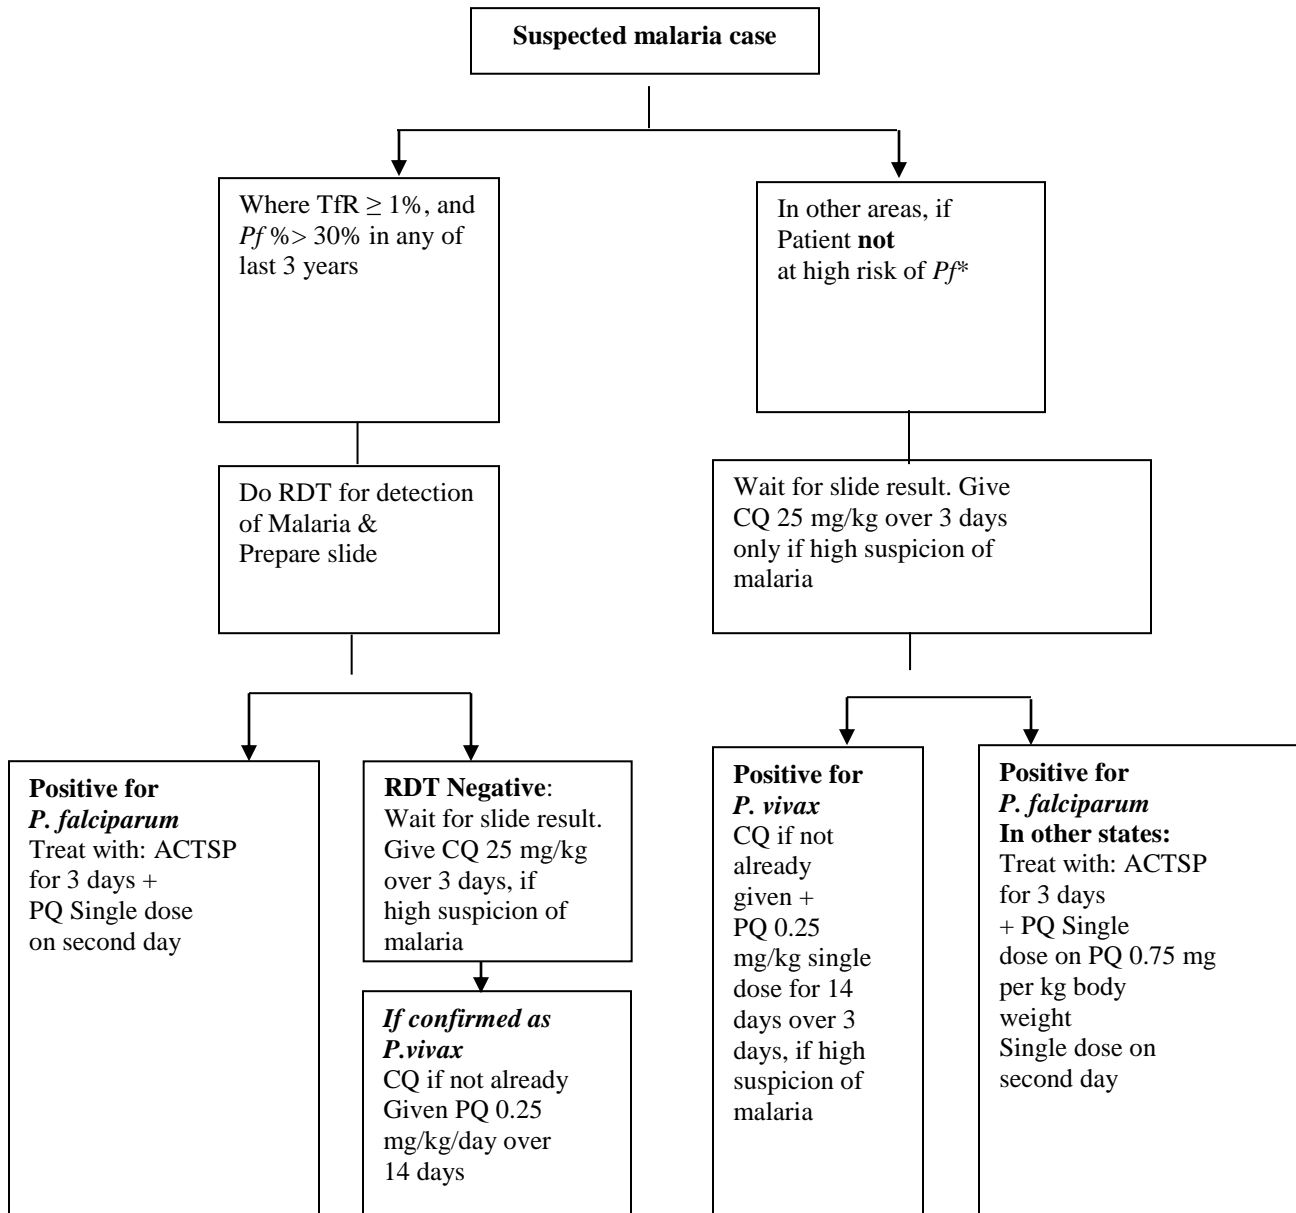 Suspected malaria case
Where TfR ≥ 1%, and
Pf %> 30% in any of
last 3 years
In other areas, if
Patient not
at high risk of Pf*
Do RDT for detection
of Malaria &
Prepare slide
Wait for slide result. Give
CQ 25 mg/kg over 3 days
only if high suspicion of
malaria
Positive for
P. falciparum
Treat with: ACTSP
for 3 days +
PQ Single dose
on second day
RDT Negative:
Wait for slide result.
Give CQ 25 mg/kg
over 3 days, if
high suspicion of
malaria
If confirmed as
P.vivax
CQ if not already
Given PQ 0.25
mg/kg/day over
14 days
Positive for
P. vivax
CQ if not
already
given +
PQ 0.25
mg/kg single
dose for 14
days over 3
days, if high
suspicion of
malaria
Positive for
P. falciparum
In other states:
Treat with: ACTSP
for 3 days
+ PQ Single
dose on PQ 0.75 mg
per kg body
weight
Single dose on
second day